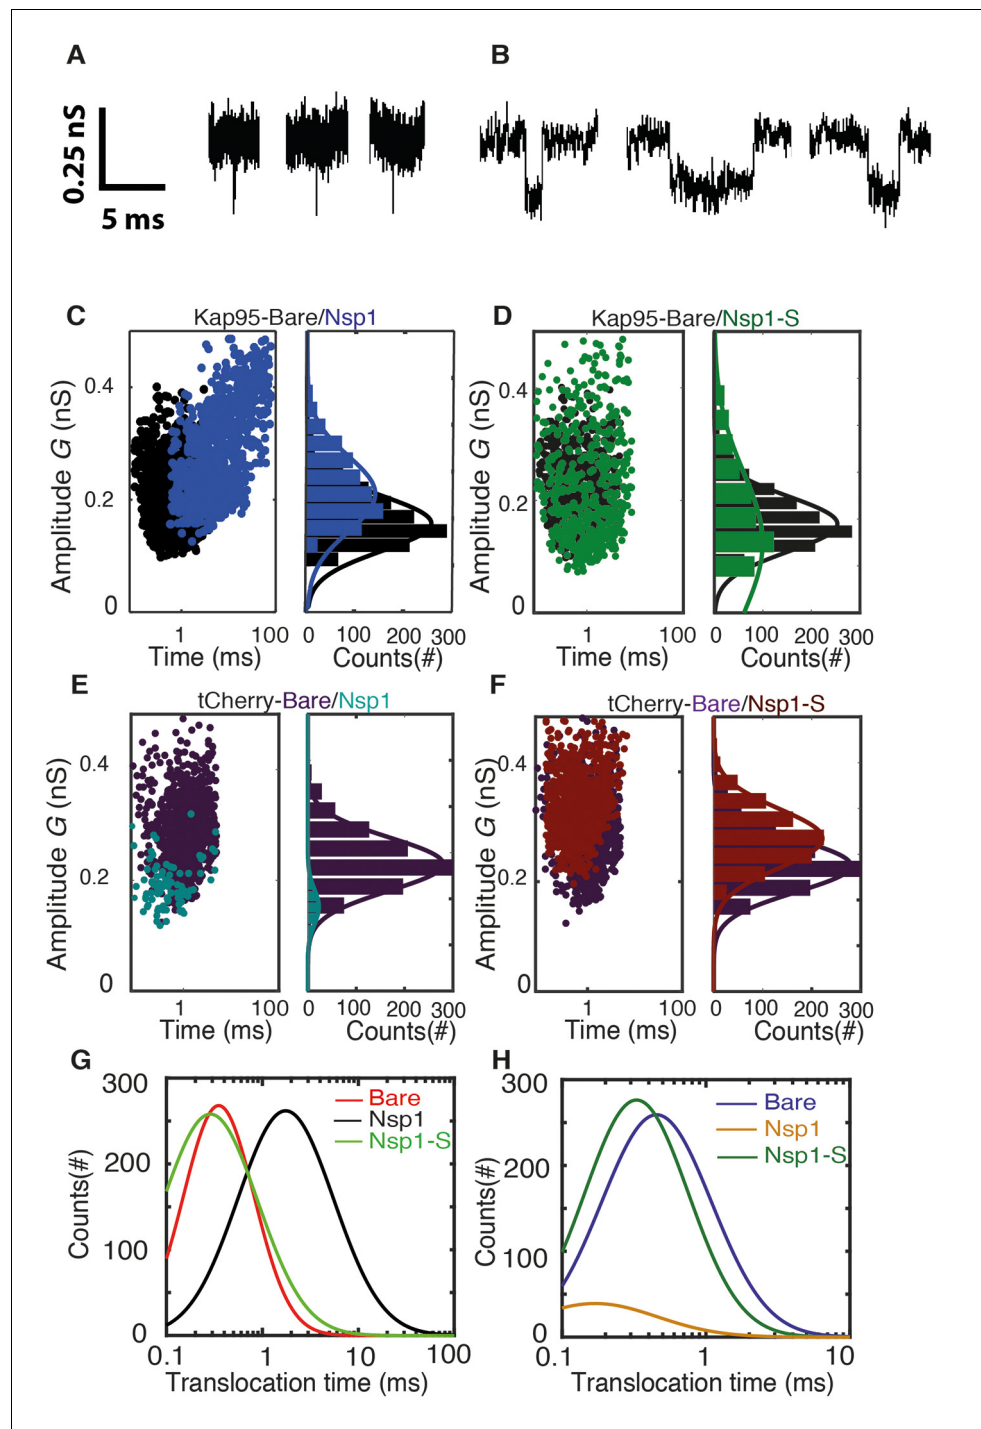 A
B
0.25 nS
5 ms
C
Kap95-Bare/Nsp1
D
Kap95-Bare/Nsp1-S
Amplitude G (nS)
0.4
0.2
0
1
100
Time (ms)
0
100
200
300
Counts(#)
Amplitude G (nS)
0.4
0.2
0
1
100
Time (ms)
0
100
200
300
Counts(#)
E
tCherry-Bare/Nsp1
F
tCherry-Bare/Nsp1-S
Amplitude G (nS)
0.4
0.2
0
1
100
Time (ms)
0
100
200
300
Counts(#)
Amplitude G (nS)
0.4
0.2
0
1
100
Time (ms)
0
100
200
300
Counts(#)
G
300
200
100
0
Counts(#)
Bare
Nsp1
Nsp1-S
0.1
1
10
100
Translocation time (ms)
H
300
200
100
0
Counts(#)
Bare
Nsp1
Nsp1-S
0.1
1
10
Translocation time (ms)